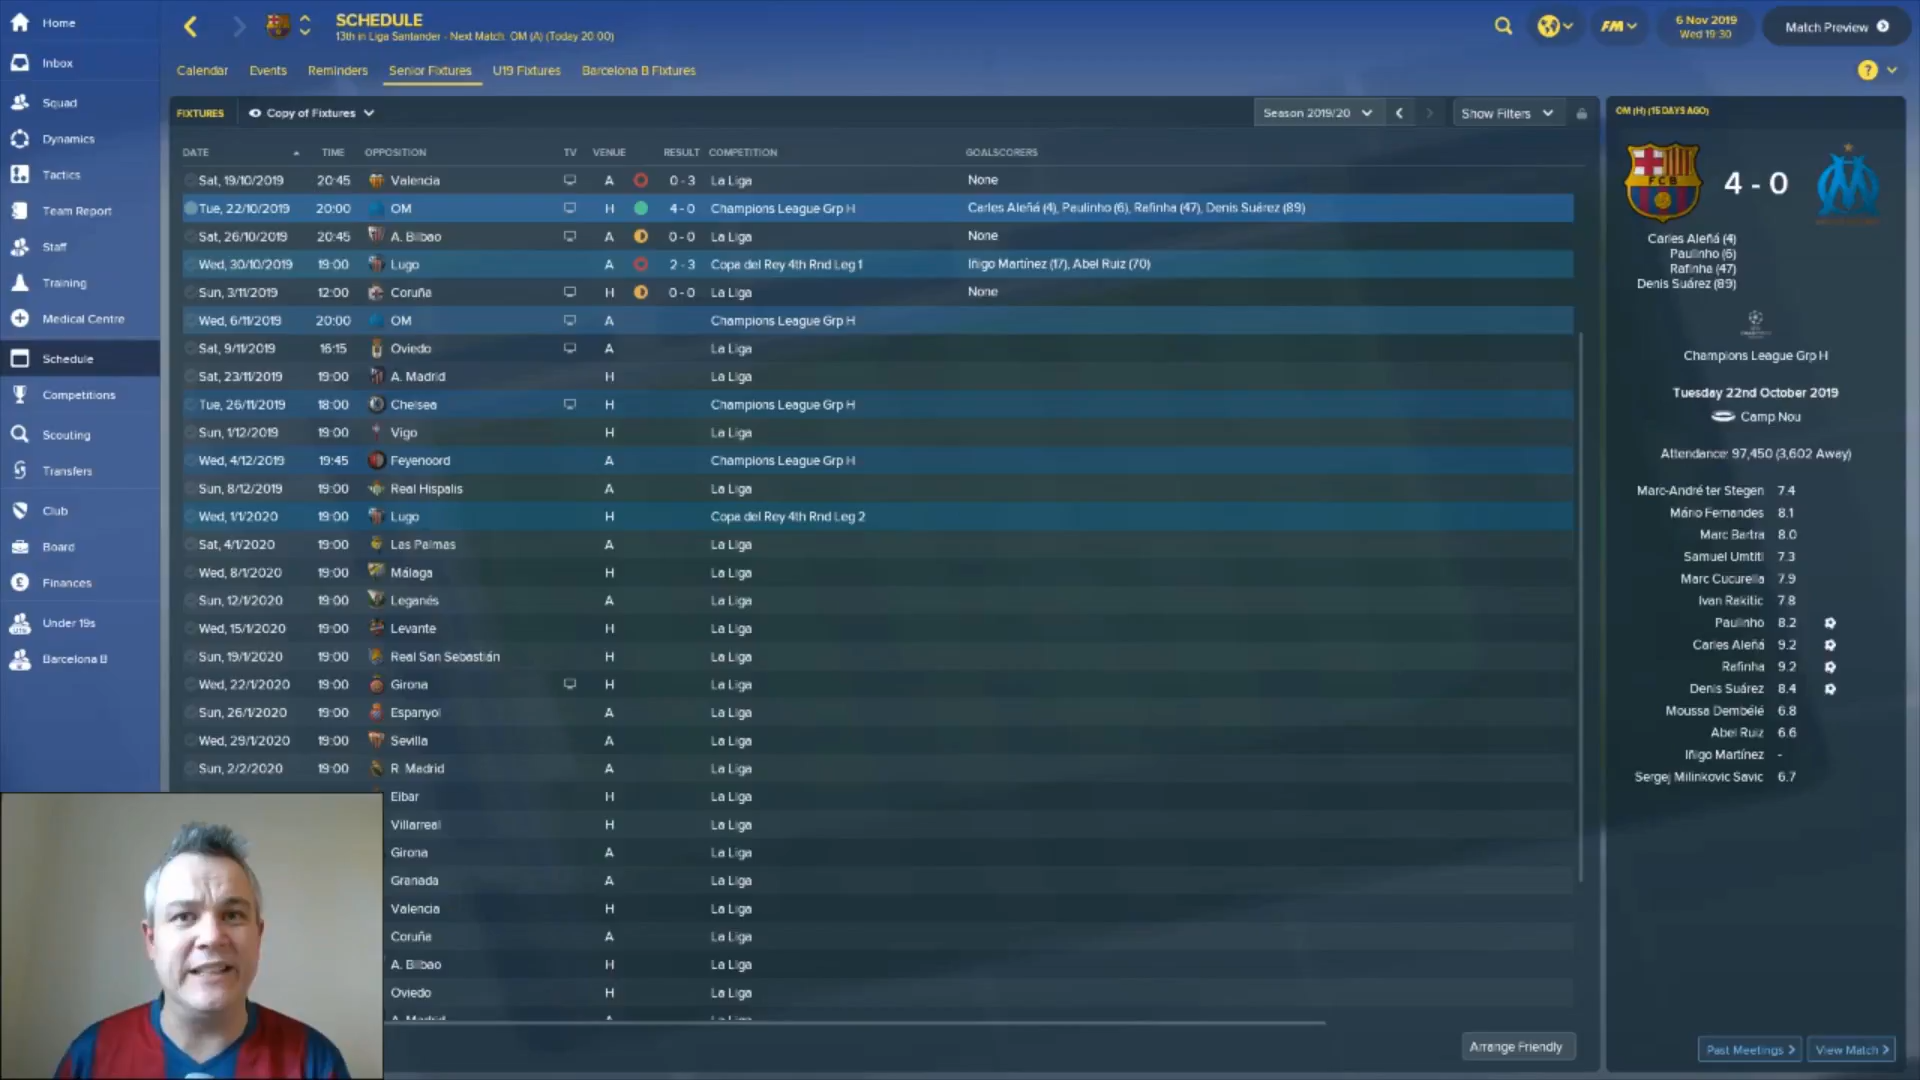 Home
Inbox
Squad
Dynamics
Tactics
Team Report
Staff
Training
Medical Centre
Schedule
Competitions
Scouting
Transfers
Club
Board
Finances
Under 19s
Barcelona B
SCHEDULE
13th in Liga Santander - Next Match: OM (A) (Today 20:00)
FM
6 Nov 2019
Wed 19:30
Match Preview
Calendar Events Reminders Senior Fixtures U19 Fixtures Barcelona B Fixtures
?
FIXTURES Copy of Fixtures Season 2019/20 Show Filters
DATE TIME OPPOSITION TV VENUE RESULT COMPETITION GOALSCORERS
Sat, 19/10/2019 20:45 Valencia A 0 - 3 La Liga None
Tue, 22/10/2019 20:00 OM H 4 - 0 Champions League Grp H Carles Aleñá (4), Paulinho (6), Rafinha (47), Denis Suárez (89)
Sat, 26/10/2019 20:45 A. Bilbao A 0 - 0 La Liga None
Wed, 30/10/2019 19:00 Lugo A 2 - 3 Copa del Rey 4th Rnd Leg 1 Iñigo Martínez (17), Abel Ruiz (70)
Sun, 3/11/2019 12:00 Coruña H 0 - 0 La Liga None
Wed, 6/11/2019 20:00 OM A Champions League Grp H
Sat, 9/11/2019 16:15 Oviedo A La Liga
Sat, 23/11/2019 19:00 A. Madrid H La Liga
Tue, 26/11/2019 18:00 Chelsea H Champions League Grp H
Sun, 1/12/2019 19:00 Vigo H La Liga
Wed, 4/12/2019 19:45 Feyenoord A Champions League Grp H
Sun, 8/12/2019 19:00 Real Hispalis A La Liga
Wed, 1/1/2020 19:00 Lugo H Copa del Rey 4th Rnd Leg 2
Sat, 4/1/2020 19:00 Las Palmas A La Liga
Wed, 8/1/2020 19:00 Málaga H La Liga
Sun, 12/1/2020 19:00 Leganés A La Liga
Wed, 15/1/2020 19:00 Levante H La Liga
Sun, 19/1/2020 19:00 Real San Sebastián H La Liga
Wed, 22/1/2020 19:00 Girona H La Liga
Sun, 26/1/2020 19:00 Espanyol A La Liga
Wed, 29/1/2020 19:00 Sevilla A La Liga
Sun, 2/2/2020 19:00 R. Madrid A La Liga
Eibar H La Liga
Villarreal H La Liga
Girona A La Liga
Granada A La Liga
Valencia H La Liga
Coruña A La Liga
A. Bilbao H La Liga
Oviedo H La Liga
A. Madrid A La Liga
Arrange Friendly
OM (H) (15 DAYS AGO)
FCB
4 - 0
Carles Aleñá (4)
Paulinho (6)
Rafinha (47)
Denis Suárez (89)
Champions League Grp H
Tuesday 22nd October 2019
Camp Nou
Attendance: 97,450 (3,602 Away)
Marc-André ter Stegen 7.4
Mário Fernandes 8.1
Marc Bartra 8.0
Samuel Umtiti 7.3
Marc Cucurella 7.9
Ivan Rakitic 7.8
Paulinho 8.2
Carles Aleñá 9.2
Rafinha 9.2
Denis Suárez 8.4
Moussa Dembélé 6.8
Abel Ruiz 6.6
Iñigo Martínez -
Sergej Milinkovic Savic 6.7
Past Meetings View Match